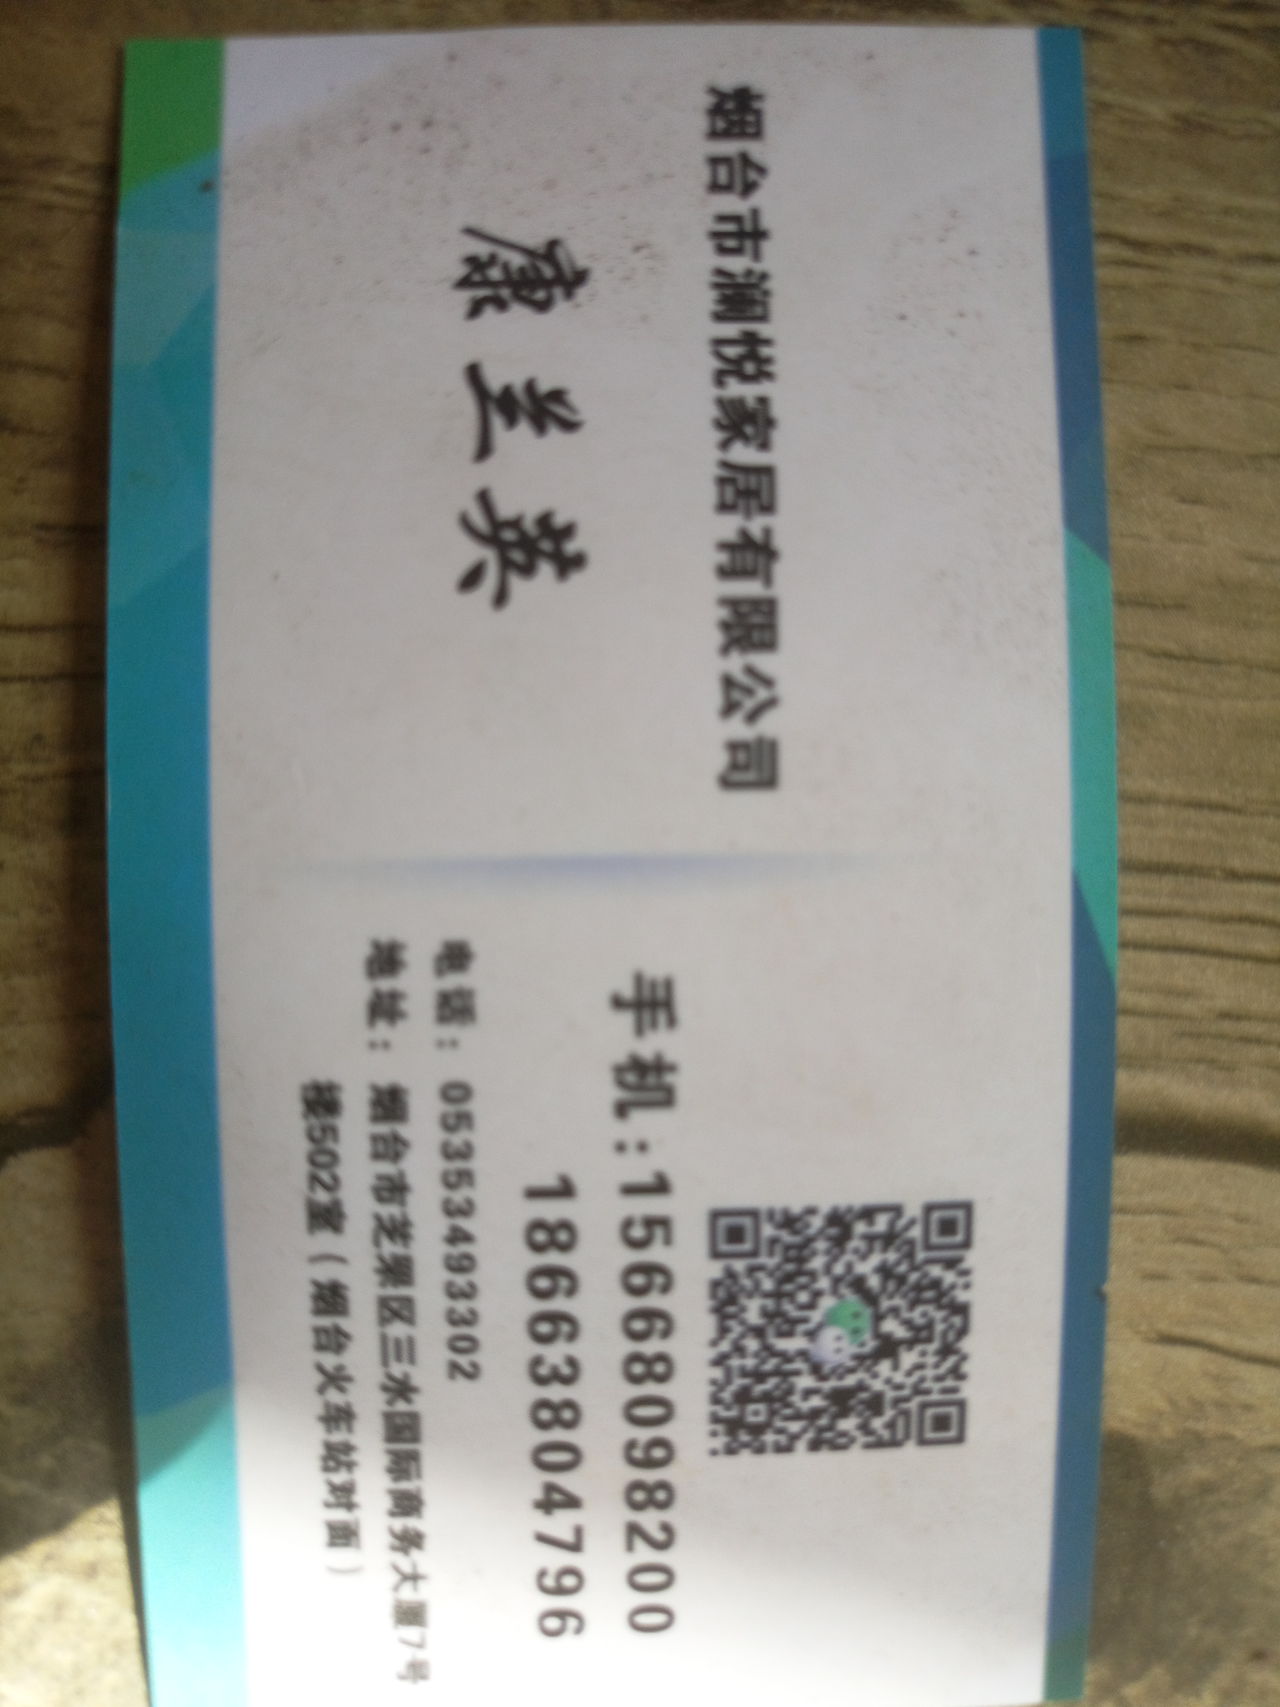 烟台市澜悦家居有限公司
康兰英
手机:15668098200
18663804796
电话：05353493302
地址：烟台市芝罘区三水国际商务大厦7号
楼502室（烟台火车站对面）